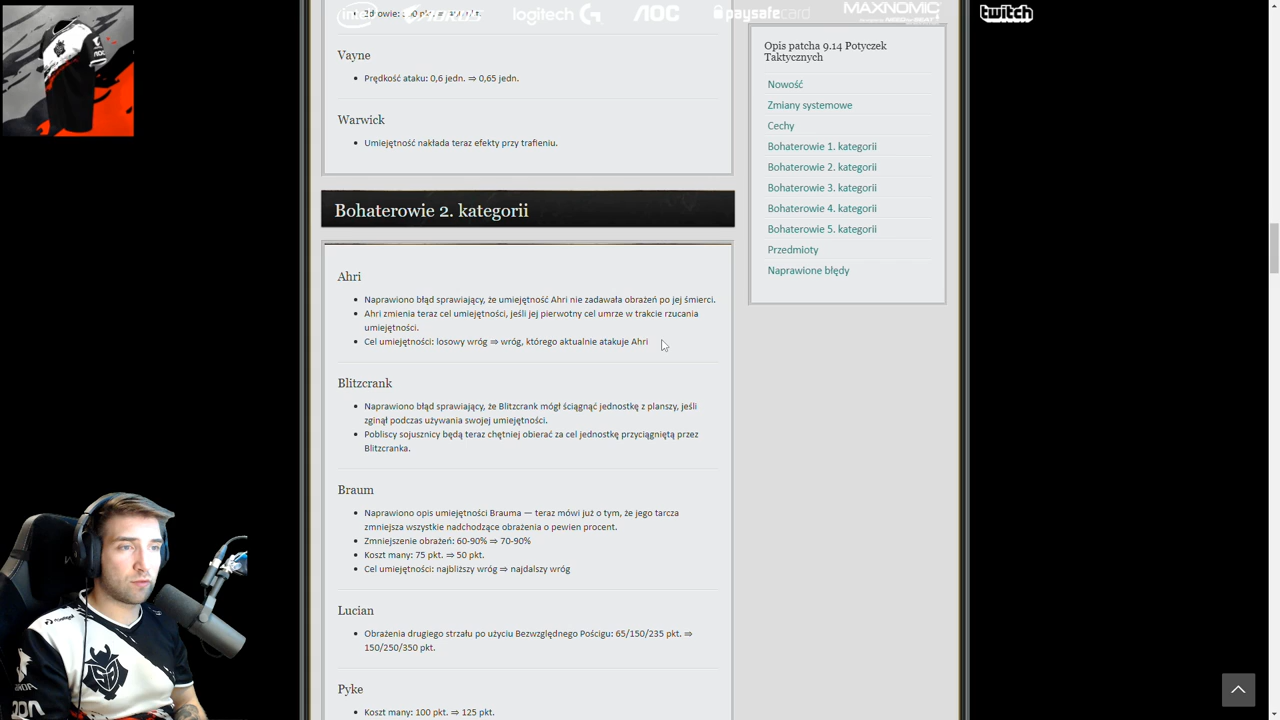 intel
AORUS
logitech G
AOC
paysafecard
MAXNOMIC
twitch
Vayne
Prędkość ataku: 0,6 jedn. ⇒ 0,65 jedn.
Warwick
Umiejętność nakłada teraz efekty przy trafieniu.
Bohaterowie 2. kategorii
Ahri
Naprawiono błąd sprawiający, że umiejętność Ahri nie zadawała obrażeń po jej śmierci.
Ahri zmienia teraz cel umiejętności, jeśli jej pierwotny cel umrze w trakcie rzucania
umiejętności.
Cel umiejętności: losowy wróg ⇒ wróg, którego aktualnie atakuje Ahri
Blitzcrank
Naprawiono błąd sprawiający, że Blitzcrank mógł ściągnąć jednostkę z planszy, jeśli
zginął podczas używania swojej umiejętności.
Pobliscy sojusznicy będą teraz chętniej obierać za cel jednostkę przyciągniętą przez
Blitzcranka.
Braum
Naprawiono opis umiejętności Brauma — teraz mówi już o tym, że jego tarcza
zmniejsza wszystkie nadchodzące obrażenia o pewien procent.
Zmniejszenie obrażeń: 60-90% ⇒ 70-90%
Koszt many: 75 pkt. ⇒ 50 pkt.
Cel umiejętności: najbliższy wróg ⇒ najdalszy wróg
Lucian
Obrażenia drugiego strzału po użyciu Bezwzględnego Pościgu: 65/150/235 pkt. ⇒
150/250/350 pkt.
Pyke
Koszt many: 100 pkt. ⇒ 125 pkt.
Opis patcha 9.14 Potyczek
Taktycznych
Nowość
Zmiany systemowe
Cechy
Bohaterowie 1. kategorii
Bohaterowie 2. kategorii
Bohaterowie 3. kategorii
Bohaterowie 4. kategorii
Bohaterowie 5. kategorii
Przedmioty
Naprawione błędy